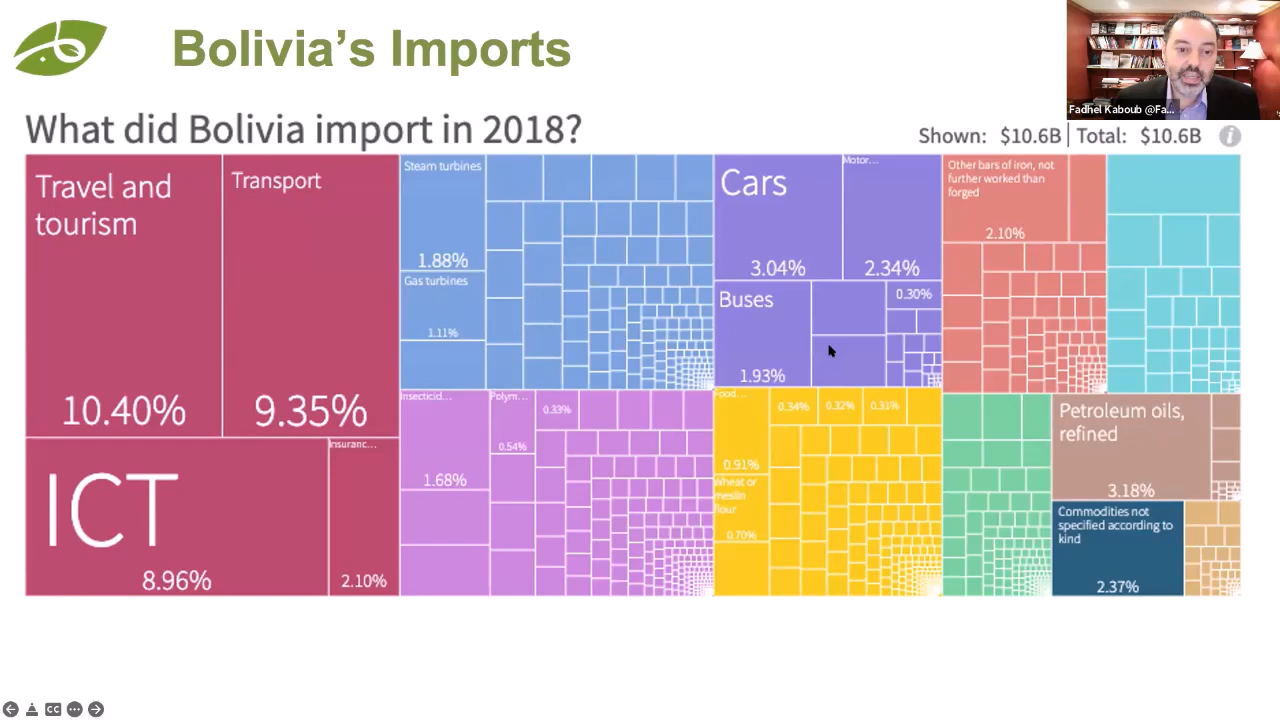 Bolivia's Imports
Fadhel Kaboub @Fa...
What did Bolivia import in 2018?
Shown: $10.6B | Total: $10.6B
i
Travel and
tourism
10.40%
Transport
9.35%
ICT
8.96%
Insuranc...
2.10%
Steam turbines
1.88%
Gas turbines
1.11%
Insecticid...
1.68%
Polym...
0.54%
0.33%
Cars
3.04%
Motor...
2.34%
Buses
1.93%
0.30%
Food...
0.91%
0.34%
0.32%
0.31%
Wheat or
meslin
flour
0.70%
Other bars of iron, not
further worked than
forged
2.10%
Petroleum oils,
refined
3.18%
Commodities not
specified according to
kind
2.37%
CC